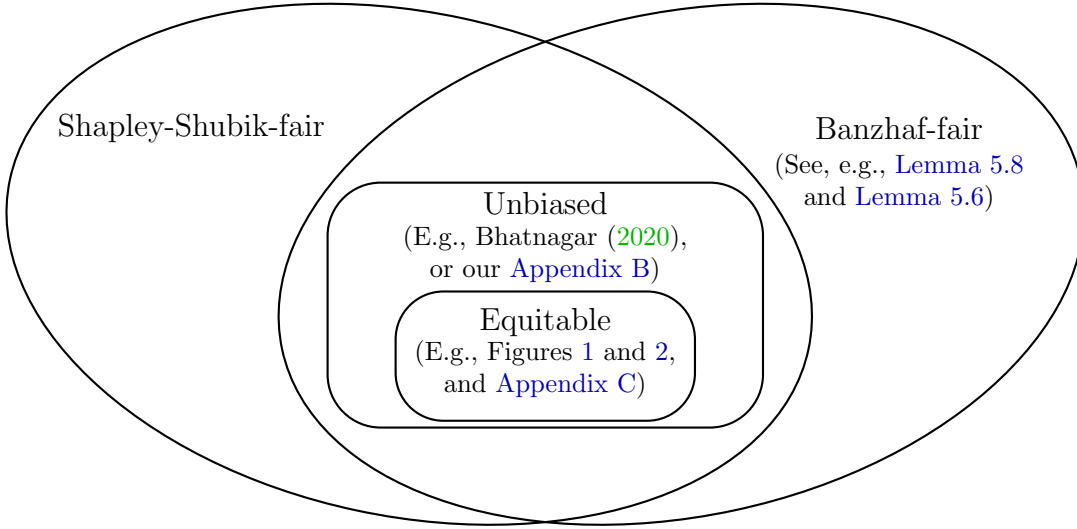 Shapley-Shubik-fair
Banzhaf-fair
(See, e.g., Lemma 5.8
and Lemma 5.6)
Unbiased
(E.g., Bhatnagar (2020),
or our Appendix B)
Equitable
(E.g., Figures 1 and 2,
and Appendix C)